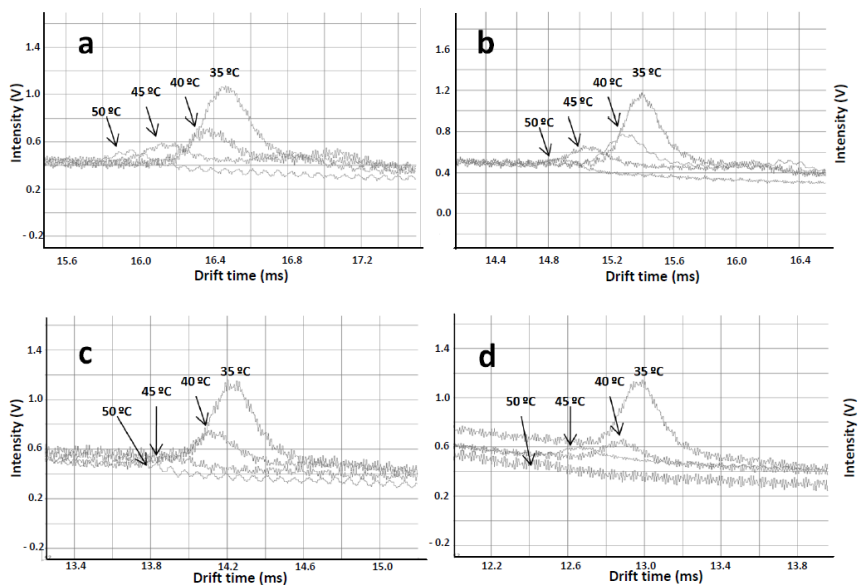 a
35 ºC
40 ºC
45 ºC
50 ºC
Intensity (V)
1.4
1.0
0.6
0.2
- 0.2
15.6 16.0 16.4 16.8 17.2
Drift time (ms)
b
35 ºC
40 ºC
45 ºC
50 ºC
Intensity (V)
1.6
1.2
0.8
0.4
0.0
14.4 14.8 15.2 15.6 16.0 16.4
Drift time (ms)
Intensity (V)
c
35 ºC
40 ºC
45 ºC
50 ºC
Intensity (V)
1.4
1.0
0.6
0.2
- 0.2
13.4 13.8 14.2 14.6 15.0
Drift time (ms)
d
35 ºC
40 ºC
45 ºC
50 ºC
Intensity (V)
1.4
1.0
0.6
0.2
- 0.2
12.2 12.6 13.0 13.4 13.8
Drift time (ms)
Intensity (V)